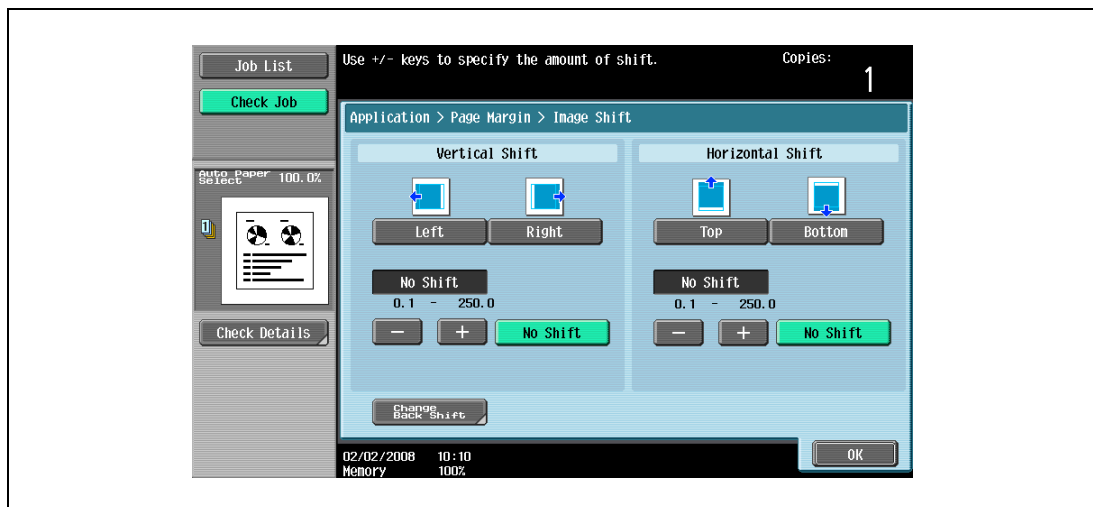 Job List
Check Job
Use +/- keys to specify the amount of shift.
Copies:
1
Application > Page Margin > Image Shift
Vertical Shift
Horizontal Shift
Auto Paper Select 100.0%
1
Left
Right
Top
Bottom
No Shift
No Shift
0.1 - 250.0
0.1 - 250.0
Check Details
− + No Shift
− + No Shift
Change
Back Shift
02/02/2008 10:10
Memory 100%
OK